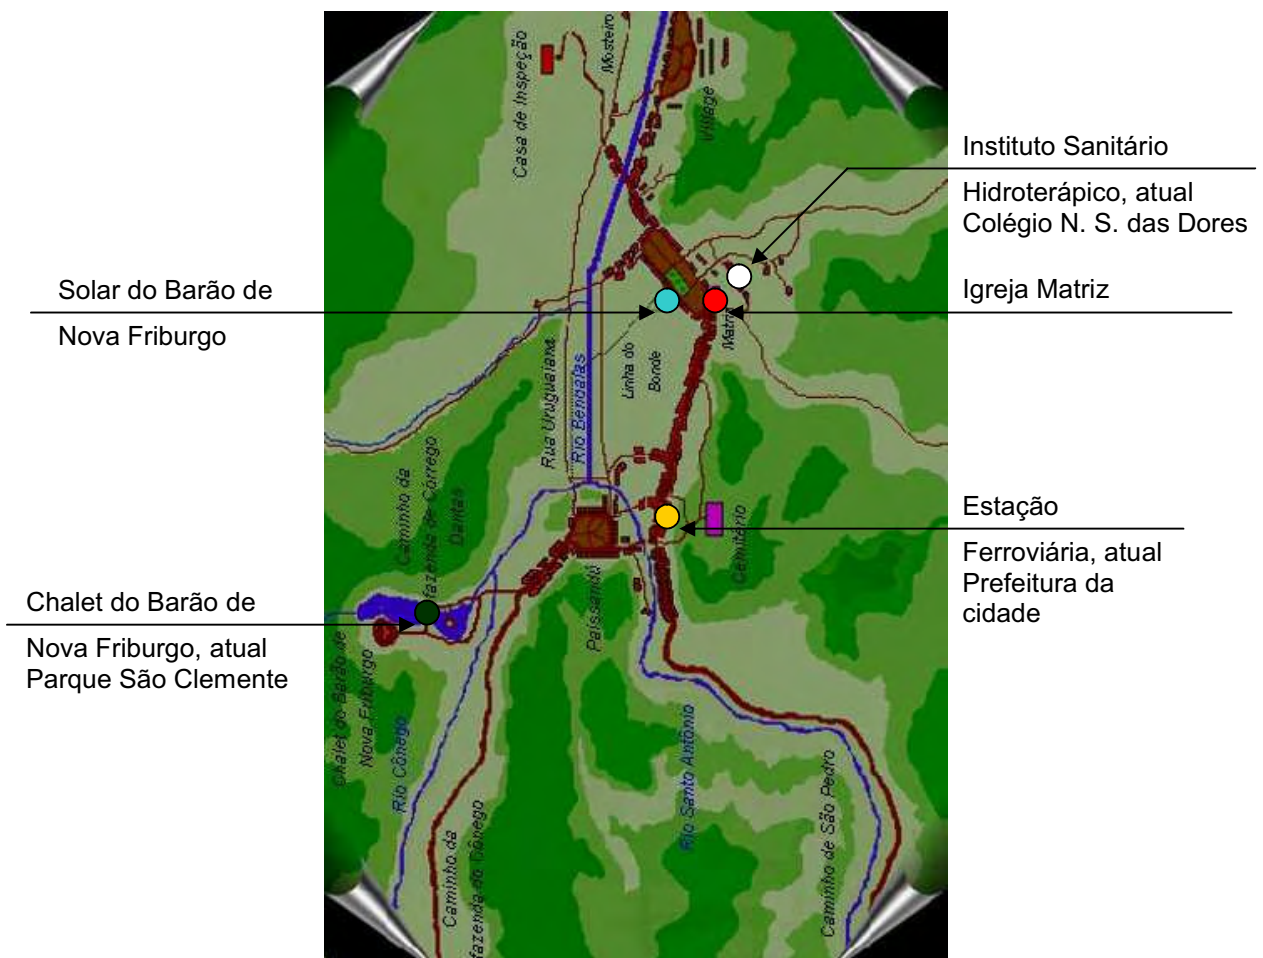 Casa de Inspeção
Mosteiro
Village
Instituto Sanitário
Hidroterápico, atual
Colégio N. S. das Dores
Solar do Barão de
Nova Friburgo
Igreja Matriz
Matriz
Linha do
Bonde
Rua Uruguaiana
Rio Bengalas
Caminho da
fazenda de Córrego
Dantas
Estação
Ferroviária, atual
Prefeitura da
cidade
Cemitério
Paissandú
Chalet do Barão de
Nova Friburgo, atual
Parque São Clemente
Chalet do Barão de
Nova Friburgo
Rio Cônego
Caminho da
fazenda do Cônego
Rio Santo Antônio
Caminho de São Pedro